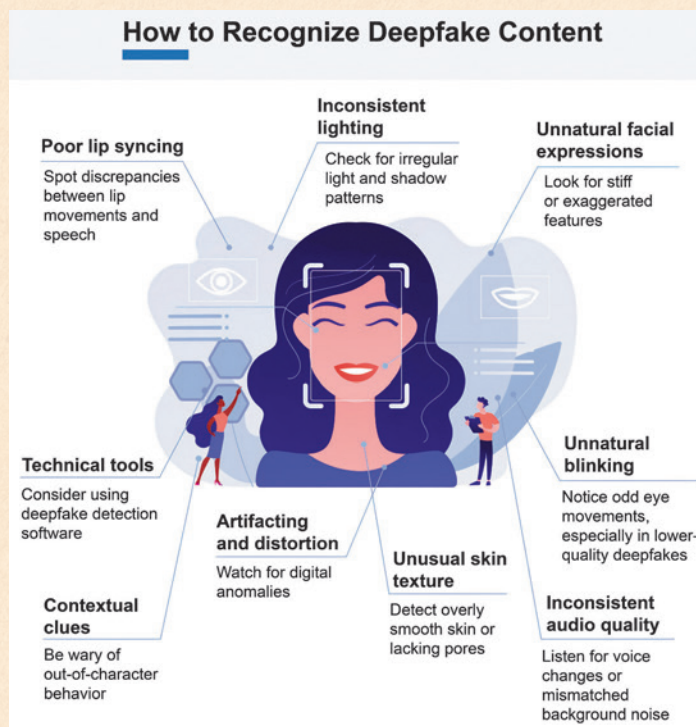 How to Recognize Deepfake Content
Poor lip syncing
Spot discrepancies
between lip
movements and
speech
Inconsistent
lighting
Check for irregular
light and shadow
patterns
Unnatural facial
expressions
Look for stiff
or exaggerated
features
Technical tools
Consider using
deepfake detection
software
Contextual
clues
Be wary of
out-of-character
behavior
Artifacting
and distortion
Watch for digital
anomalies
Unusual skin
texture
Detect overly
smooth skin or
lacking pores
Unnatural
blinking
Notice odd eye
movements,
especially in lower-
quality deepfakes
Inconsistent
audio quality
Listen for voice
changes or
mismatched
background noise